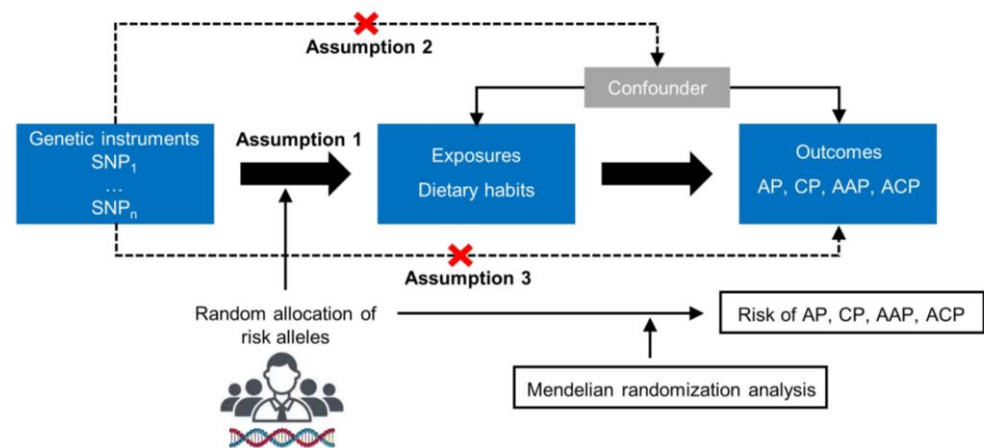 Assumption 2
Confounder
Genetic instruments
SNP₁
...
SNPₙ
Assumption 1
Exposures
Dietary habits
Outcomes
AP, CP, AAP, ACP
Assumption 3
Random allocation of
risk alleles
Risk of AP, CP, AAP, ACP
Mendelian randomization analysis